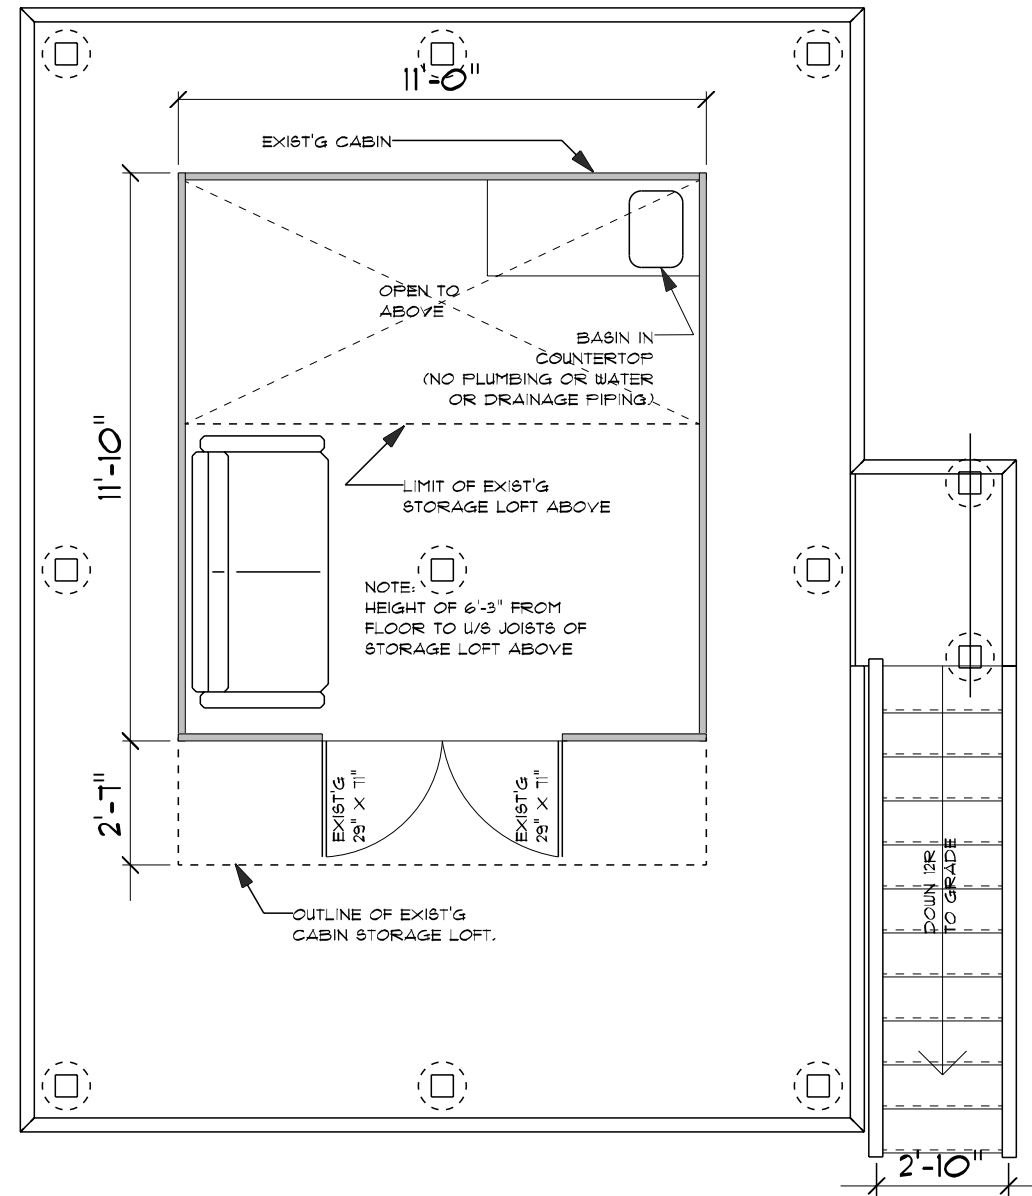 11'-0"
EXIST'G CABIN
OPEN TO
ABOVE
BASIN IN
COUNTERTOP
(NO PLUMBING OR WATER
OR DRAINAGE PIPING)
11'-10"
LIMIT OF EXIST'G
STORAGE LOFT ABOVE
NOTE:
HEIGHT OF 6'-3" FROM
FLOOR TO U/S JOISTS OF
STORAGE LOFT ABOVE
2'-7"
EXIST'G
29" X 71"
EXIST'G
29" X 71"
DOWN 12R
TO GRADE
OUTLINE OF EXIST'G
CABIN STORAGE LOFT.
2'-10"